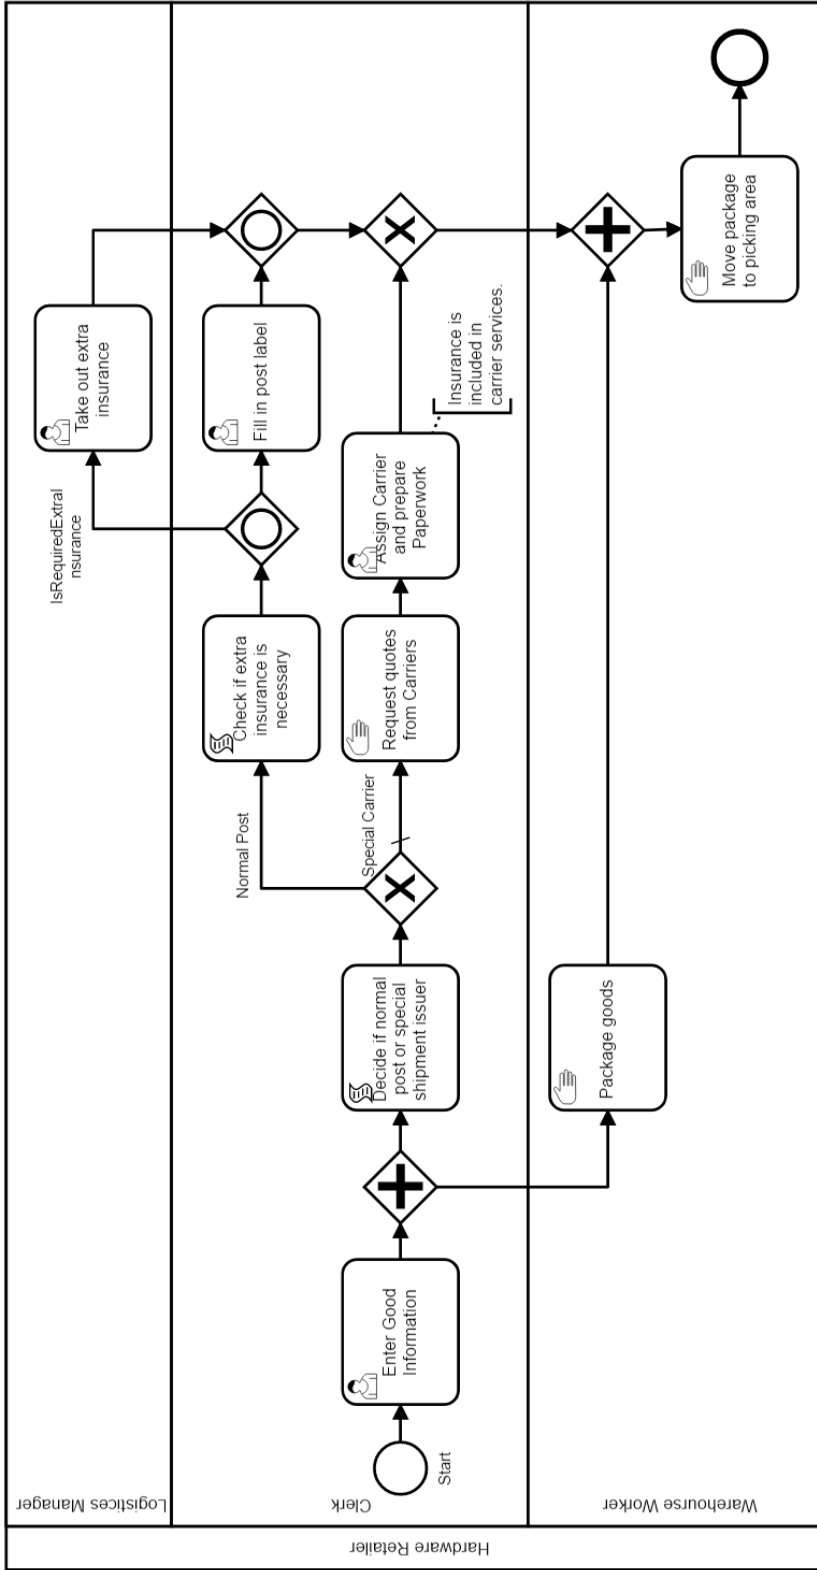 Hardware Retailer
Logistices Manager
Clerk
Warehourse Worker
Start
Enter Good
Information
Decide if normal
post or special
shipment issuer
Package goods
Normal Post
Special Carrier
Check if extra
insurance is
necessary
Request quotes
from Carriers
IsRequiredExtraI
nsurance
Take out extra
insurance
Fill in post label
Assign Carrier
and prepare
Paperwork
Insurance is
included in
carrier services.
Move package
to picking area